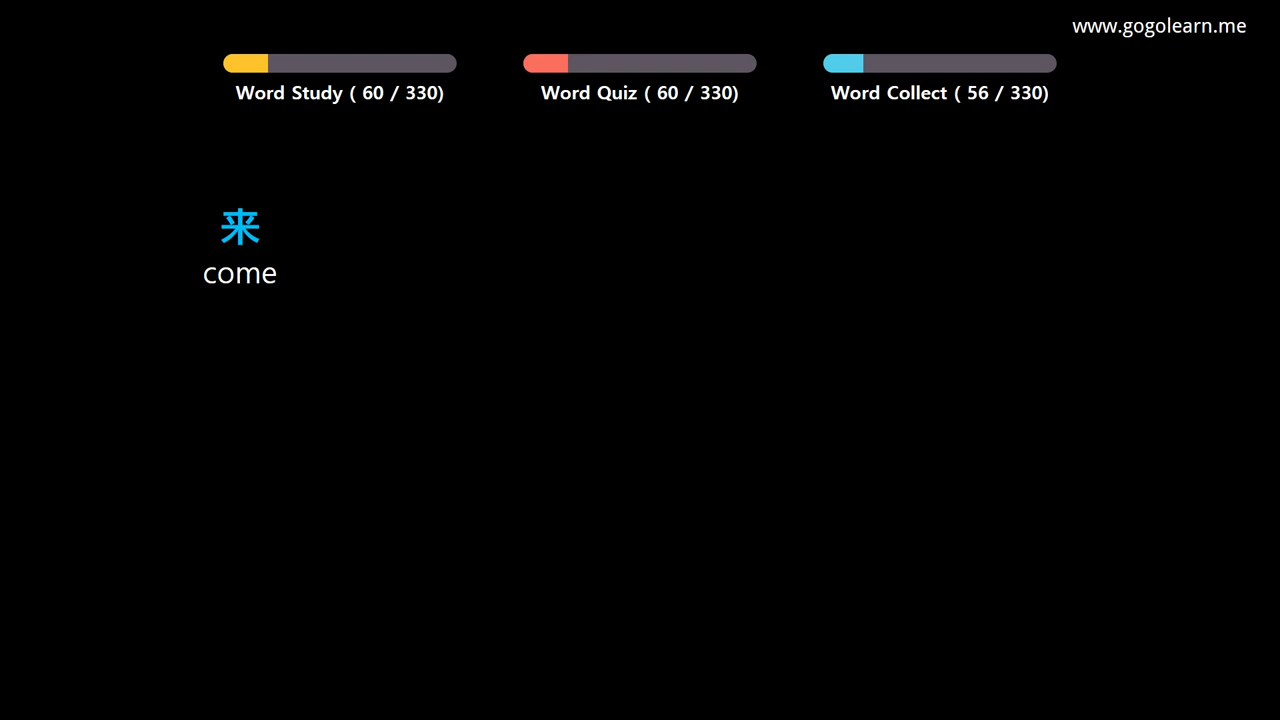 www.gogolearn.me
Word Study ( 60 / 330)
Word Quiz ( 60 / 330)
Word Collect ( 56 / 330)
来
come